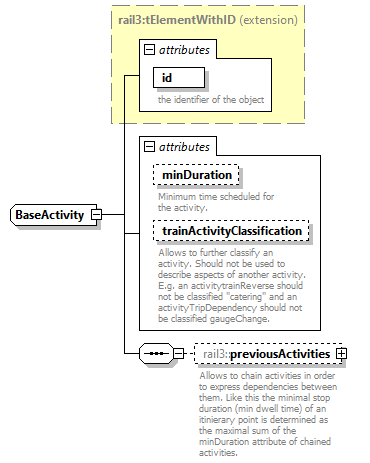 rail3:tElementWithID (extension)
attributes
id
the identifier of the object
attributes
minDuration
Minimum time scheduled for
the activity.
BaseActivity
trainActivityClassification
Allows to further classify an
activity. Should not be used to
describe aspects of another activity.
E.g. an activitytrainReverse should
not be classified "catering" and an
activityTripDependency should not
be classified gaugeChange.
rail3::previousActivities
Allows to chain activities in order
to express dependencies between
them. Like this the minimal stop
duration (min dwell time) of an
itinierary point is determined as
the maximal sum of the
minDuration attribute of chained
activities.